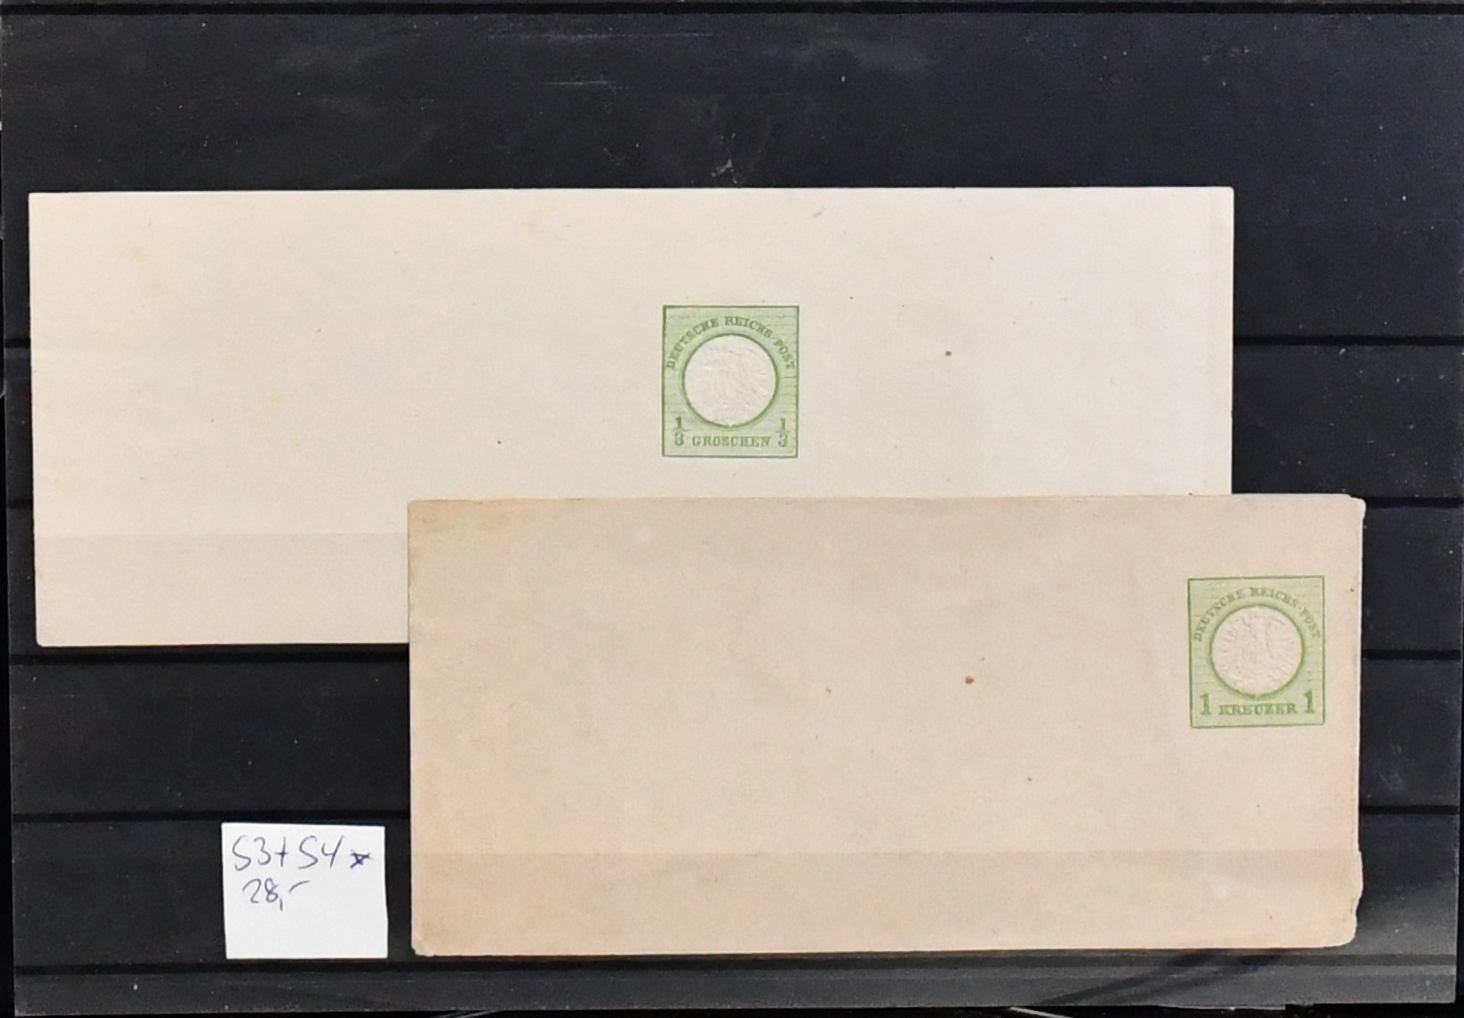 DEUTSCHE REICHS-POST
1/3 GROSCHEN 1/3
DEUTSCHE REICHS-POST
1 KREUZER 1
S3+S4*
28,-